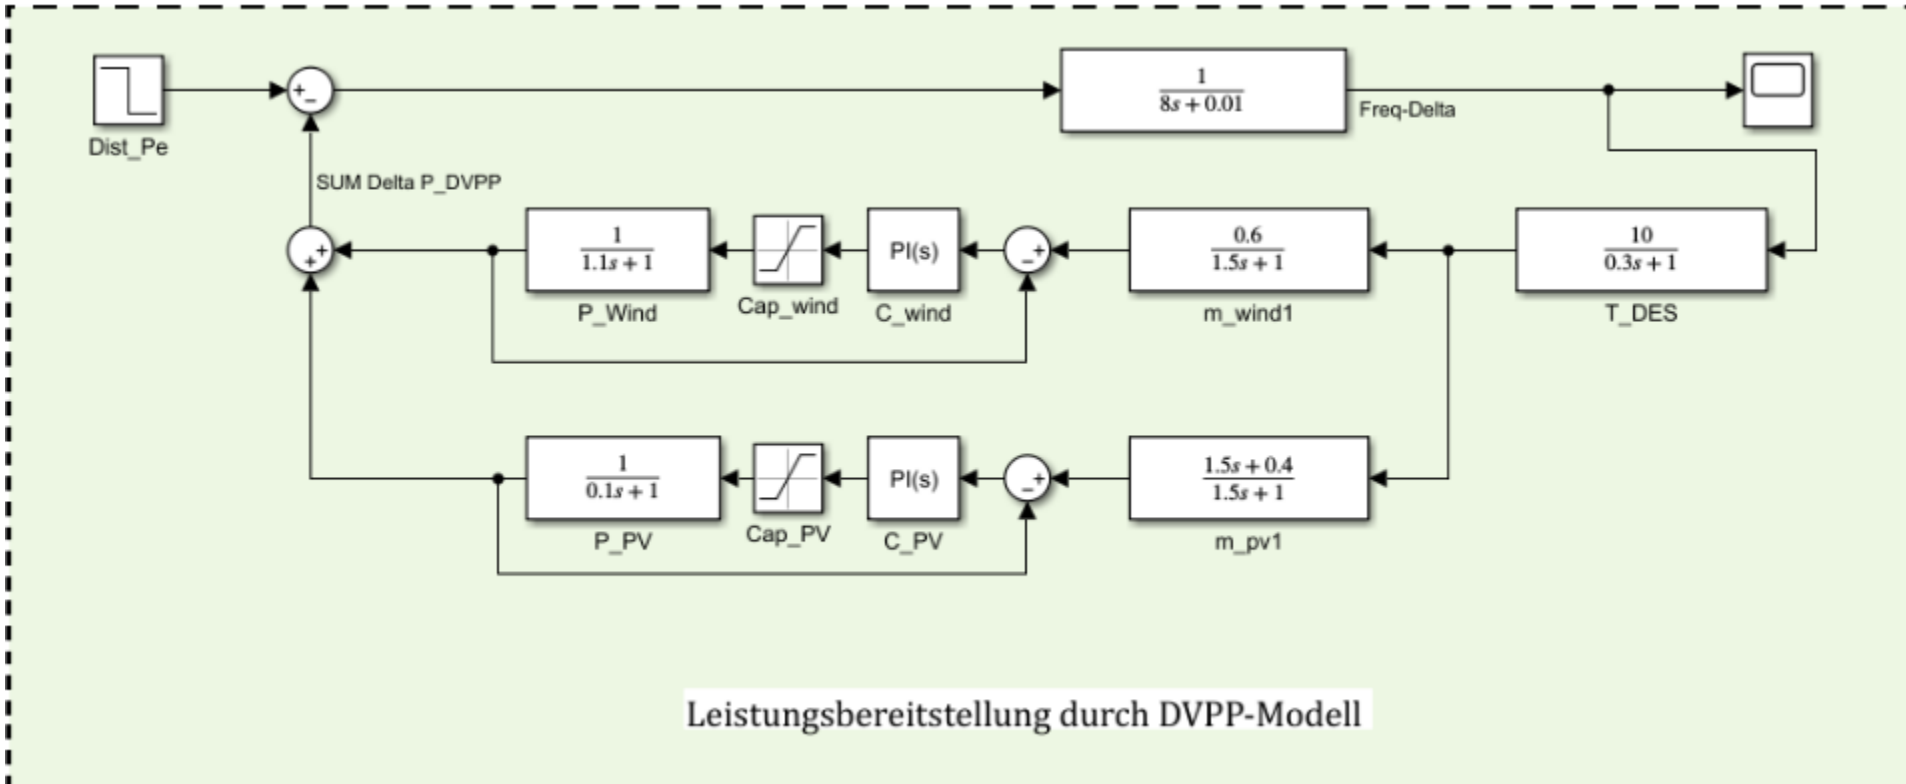 1
8s + 0.01
Freq-Delta
Dist_Pe
+
−
SUM Delta P_DVPP
+
+
1
1.1s + 1
P_Wind
Cap_wind
PI(s)
C_wind
−
+
0.6
1.5s + 1
m_wind1
10
0.3s + 1
T_DES
1
0.1s + 1
P_PV
Cap_PV
PI(s)
C_PV
−
+
1.5s + 0.4
1.5s + 1
m_pv1
Leistungsbereitstellung durch DVPP-Modell